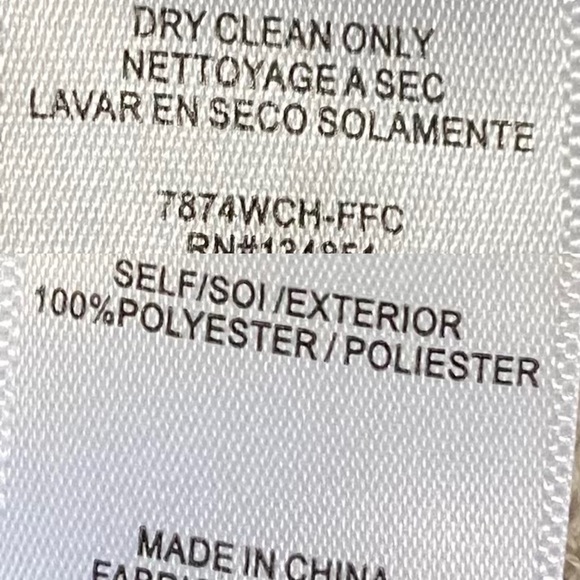 DRY CLEAN ONLY
NETTOYAGE A SEC
LAVAR EN SECO SOLAMENTE
7874WCH-FFC
SELF/SOI/EXTERIOR
100%POLYESTER/POLIESTER
MADE IN CHINA